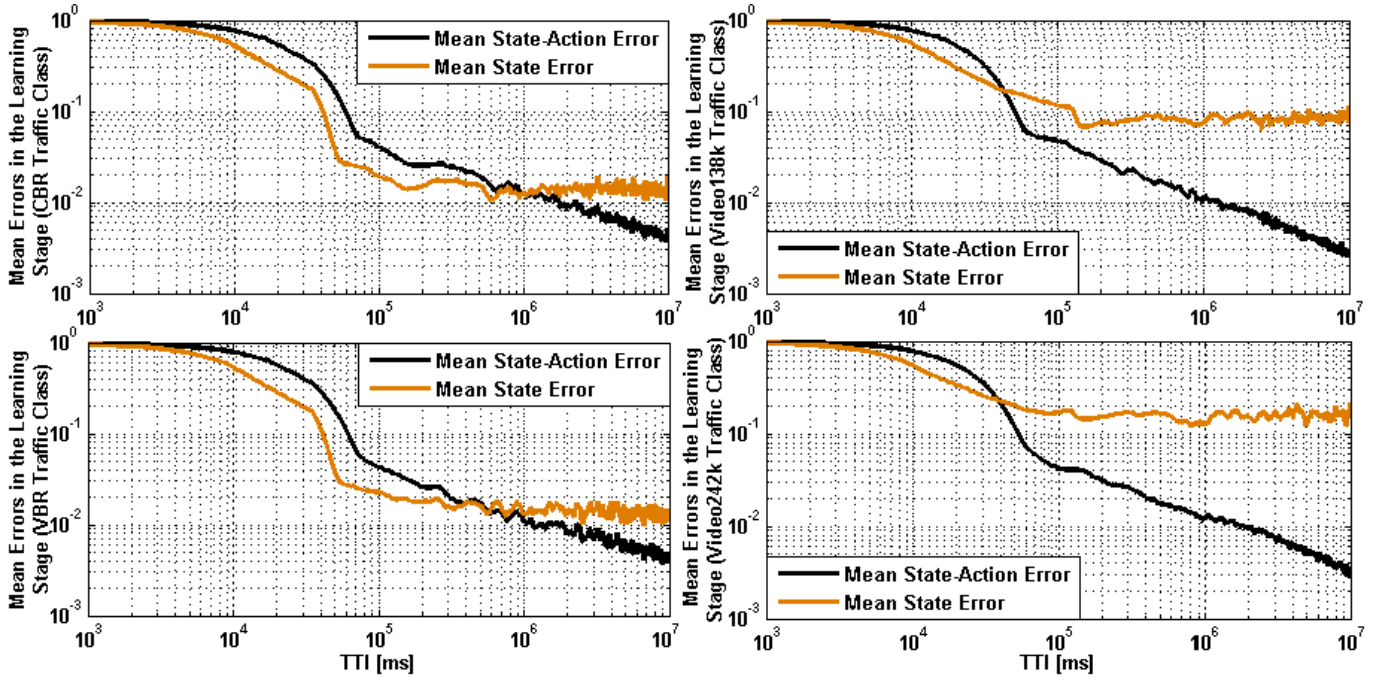 Mean Errors in the Learning
Stage (CBR Traffic Class)
10^0
10^-1
10^-2
10^-3
Mean State-Action Error
Mean State Error
10^3
10^4
10^5
10^6
10^7
Mean Errors in the Learning
Stage (Video138k Traffic Class)
10^0
10^-1
10^-2
10^-3
Mean State-Action Error
Mean State Error
10^3
10^4
10^5
10^6
10^7
Mean Errors in the Learning
Stage (VBR Traffic Class)
10^0
10^-1
10^-2
10^-3
Mean State-Action Error
Mean State Error
10^3
10^4
10^5
10^6
10^7
TTI [ms]
Mean Errors in the Learning
Stage (Video242k Traffic Class)
10^0
10^-1
10^-2
10^-3
Mean State-Action Error
Mean State Error
10^3
10^4
10^5
10^6
10^7
TTI [ms]